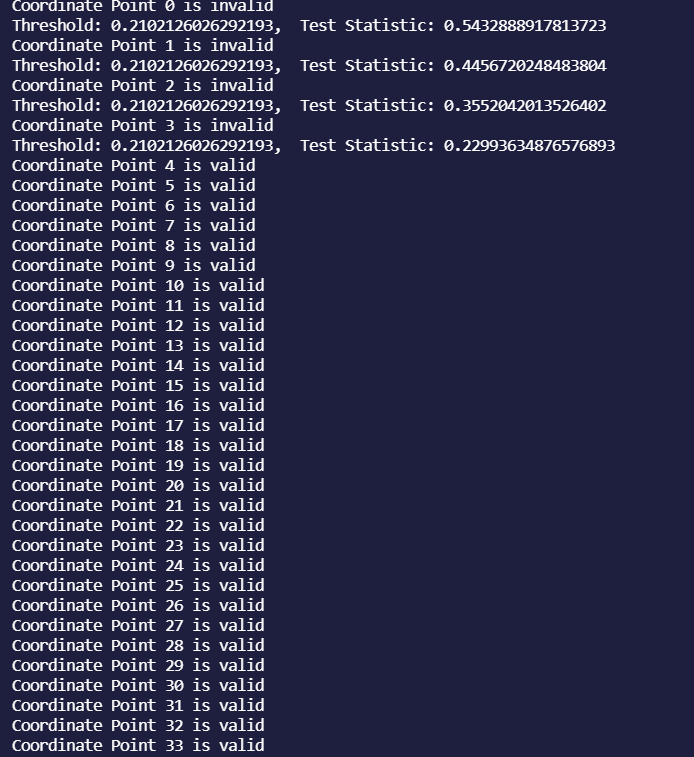 Coordinate Point 0 is invalid
Threshold: 0.2102126026292193,  Test Statistic: 0.5432888917813723
Coordinate Point 1 is invalid
Threshold: 0.2102126026292193,  Test Statistic: 0.4456720248483804
Coordinate Point 2 is invalid
Threshold: 0.2102126026292193,  Test Statistic: 0.3552042013526402
Coordinate Point 3 is invalid
Threshold: 0.2102126026292193,  Test Statistic: 0.22993634876576893
Coordinate Point 4 is valid
Coordinate Point 5 is valid
Coordinate Point 6 is valid
Coordinate Point 7 is valid
Coordinate Point 8 is valid
Coordinate Point 9 is valid
Coordinate Point 10 is valid
Coordinate Point 11 is valid
Coordinate Point 12 is valid
Coordinate Point 13 is valid
Coordinate Point 14 is valid
Coordinate Point 15 is valid
Coordinate Point 16 is valid
Coordinate Point 17 is valid
Coordinate Point 18 is valid
Coordinate Point 19 is valid
Coordinate Point 20 is valid
Coordinate Point 21 is valid
Coordinate Point 22 is valid
Coordinate Point 23 is valid
Coordinate Point 24 is valid
Coordinate Point 25 is valid
Coordinate Point 26 is valid
Coordinate Point 27 is valid
Coordinate Point 28 is valid
Coordinate Point 29 is valid
Coordinate Point 30 is valid
Coordinate Point 31 is valid
Coordinate Point 32 is valid
Coordinate Point 33 is valid